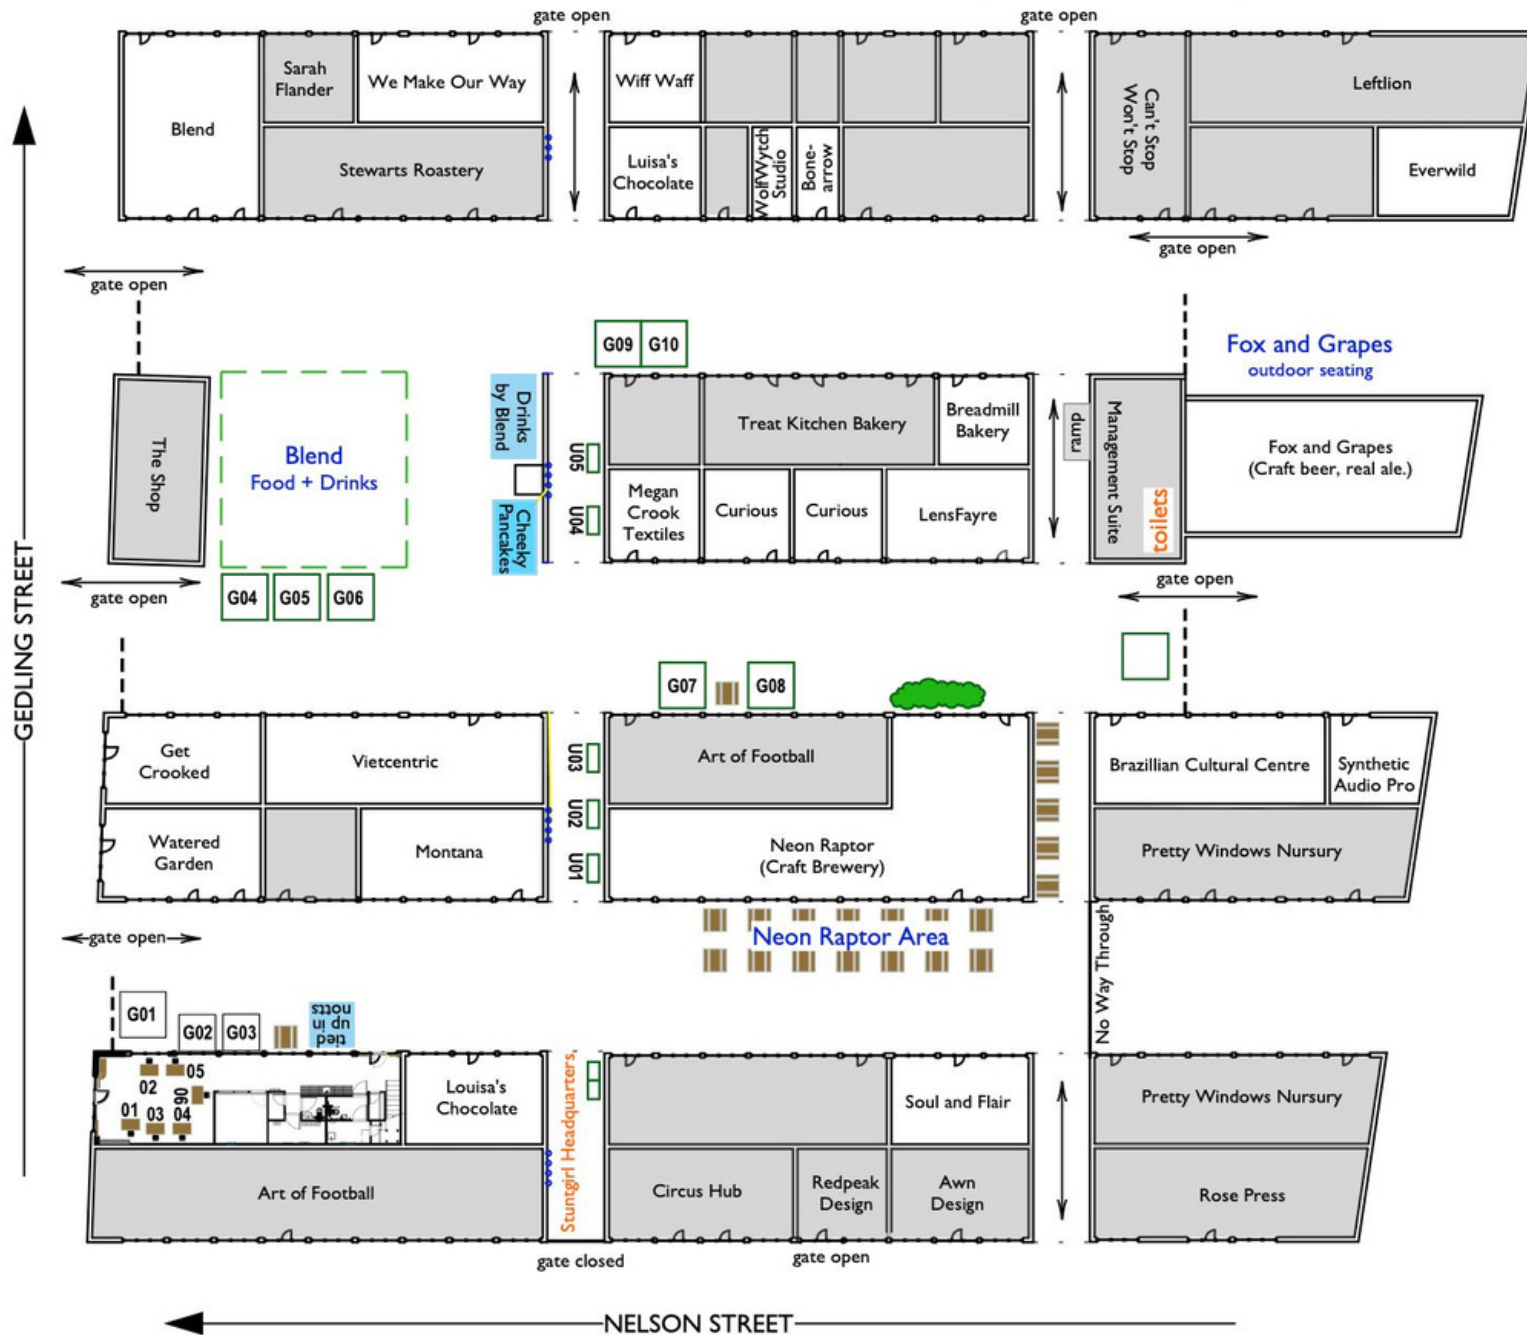 gate open
gate open
Sarah
Flander
We Make Our Way
Blend
Stewarts Roastery
Wiff Waff
Luisa's
Chocolate
WolfWytch
Studio
Bone-
arrow
Can't Stop
Won't Stop
Leftlion
Everwild
gate open
gate open
GEDLING STREET
The Shop
Blend
Food + Drinks
gate open
G04
G05
G06
Drinks
by Blend
Cheeky
Pancakes
G09
G10
U05
U04
Treat Kitchen Bakery
Breadmill
Bakery
Megan
Crook
Textiles
Curious
Curious
LensFayre
ramp
Management Suite
toilets
Fox and Grapes
outdoor seating
Fox and Grapes
(Craft beer, real ale.)
gate open
G07
G08
Get
Crooked
Vietcentric
Watered
Garden
Montana
U03
U02
U01
Art of Football
Neon Raptor
(Craft Brewery)
Brazillian Cultural Centre
Synthetic
Audio Pro
Pretty Windows Nursury
gate open
Neon Raptor Area
No Way Through
G01
G02
G03
tied
up in
notts
02
05
06
01
03
04
Louisa's
Chocolate
Art of Football
Stuntgirl Headquarters
Soul and Flair
Circus Hub
Redpeak
Design
Awn
Design
Pretty Windows Nursury
Rose Press
gate closed
gate open
NELSON STREET